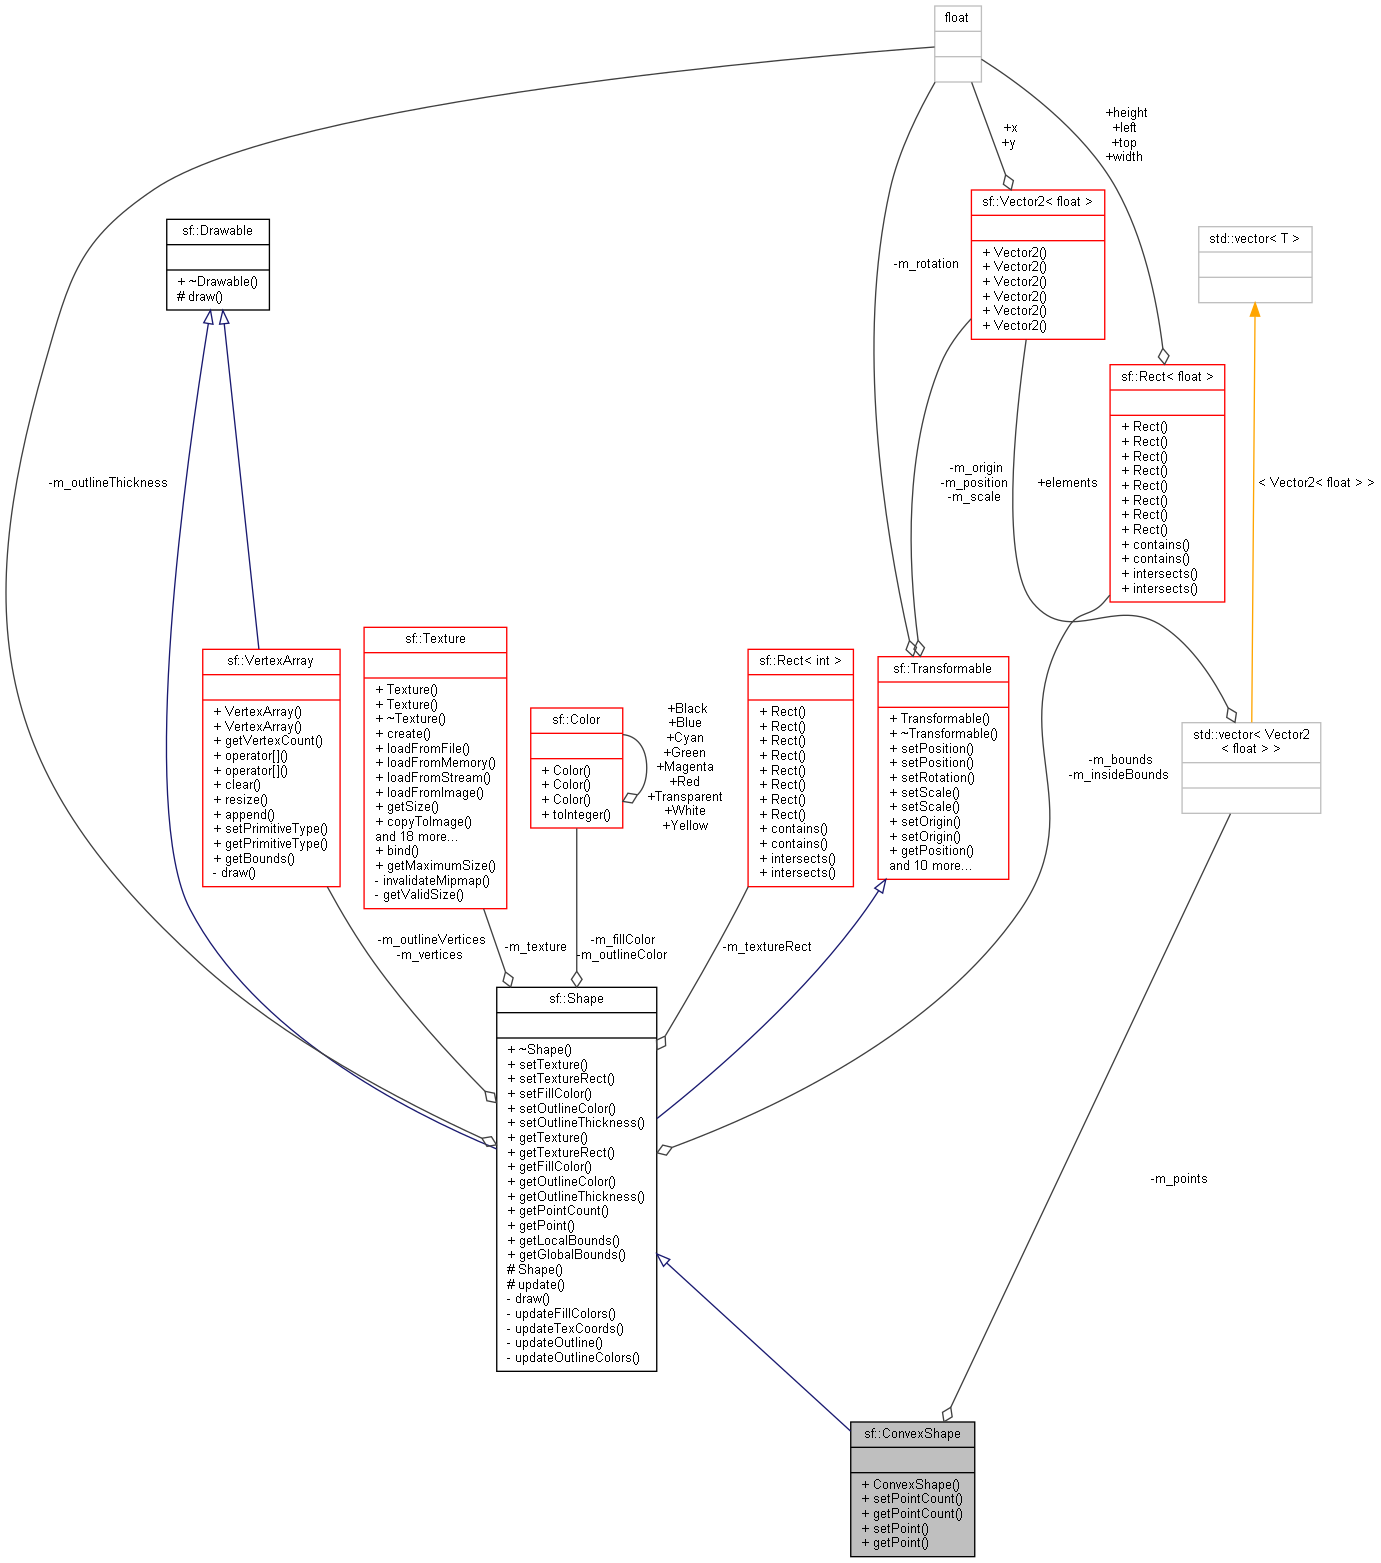 float
+height
+left
+top
+width
+x
+y
sf::Vector2< float >
+ Vector2()
+ Vector2()
+ Vector2()
+ Vector2()
+ Vector2()
+ Vector2()
sf::Drawable
+ ~Drawable()
# draw()
std::vector< T >
-m_rotation
sf::Rect< float >
+ Rect()
+ Rect()
+ Rect()
+ Rect()
+ Rect()
+ Rect()
+ Rect()
+ Rect()
+ contains()
+ contains()
+ intersects()
+ intersects()
-m_outlineThickness
-m_origin
-m_position
-m_scale
+elements
< Vector2< float > >
sf::VertexArray
+ VertexArray()
+ VertexArray()
+ getVertexCount()
+ operator[]()
+ operator[]()
+ clear()
+ resize()
+ append()
+ setPrimitiveType()
+ getPrimitiveType()
+ getBounds()
- draw()
sf::Texture
+ Texture()
+ Texture()
+ ~Texture()
+ create()
+ loadFromFile()
+ loadFromMemory()
+ loadFromStream()
+ loadFromImage()
+ getSize()
+ copyToImage()
and 18 more...
+ bind()
+ getMaximumSize()
- invalidateMipmap()
- getValidSize()
sf::Color
+ Color()
+ Color()
+ Color()
+ toInteger()
+Black
+Blue
+Cyan
+Green
+Magenta
+Red
+Transparent
+White
+Yellow
sf::Rect< int >
+ Rect()
+ Rect()
+ Rect()
+ Rect()
+ Rect()
+ Rect()
+ Rect()
+ Rect()
+ contains()
+ contains()
+ intersects()
+ intersects()
sf::Transformable
+ Transformable()
+ ~Transformable()
+ setPosition()
+ setPosition()
+ setRotation()
+ setScale()
+ setScale()
+ setOrigin()
+ setOrigin()
+ getPosition()
and 10 more...
std::vector< Vector2
< float > >
-m_bounds
-m_insideBounds
-m_outlineVertices
-m_vertices
-m_texture
-m_fillColor
-m_outlineColor
-m_textureRect
sf::Shape
+ ~Shape()
+ setTexture()
+ setTextureRect()
+ setFillColor()
+ setOutlineColor()
+ setOutlineThickness()
+ getTexture()
+ getTextureRect()
+ getFillColor()
+ getOutlineColor()
+ getOutlineThickness()
+ getPointCount()
+ getPoint()
+ getLocalBounds()
+ getGlobalBounds()
# Shape()
# update()
- draw()
- updateFillColors()
- updateTexCoords()
- updateOutline()
- updateOutlineColors()
-m_points
sf::ConvexShape
+ ConvexShape()
+ setPointCount()
+ getPointCount()
+ setPoint()
+ getPoint()